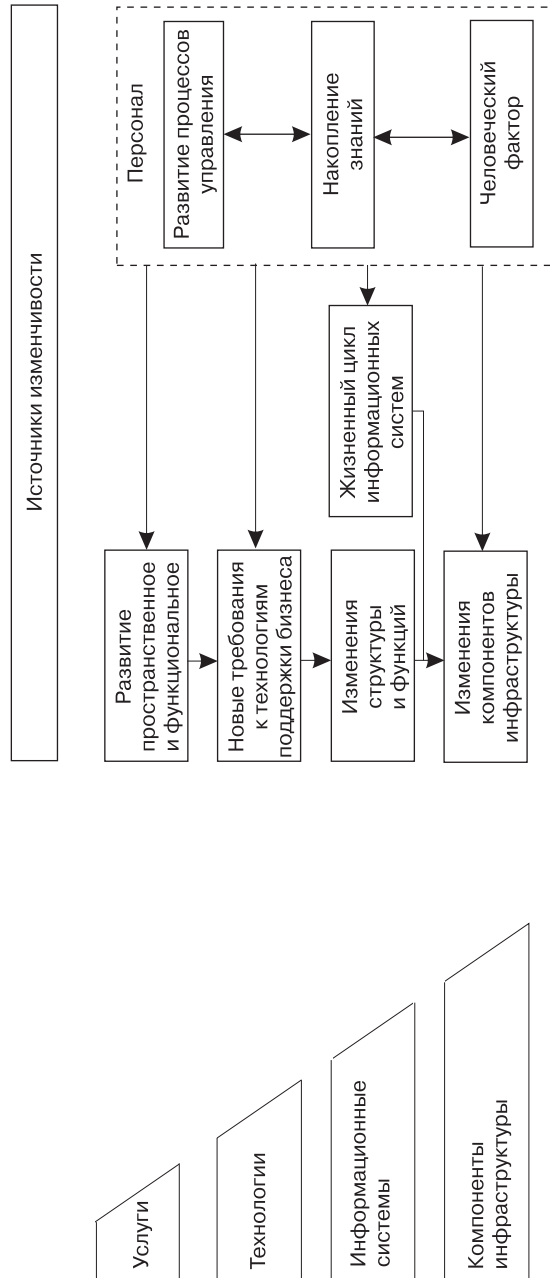 Источники изменчивости
Услуги
Развитие
пространственное
и функциональное
Персонал
Развитие процессов
управления
Технологии
Новые требования
к технологиям
поддержки бизнеса
Накопление
знаний
Информационные
системы
Изменения
структуры
и функций
Жизненный цикл
информационных
систем
Компоненты
инфраструктуры
Изменения
компонентов
инфраструктуры
Человеческий
фактор